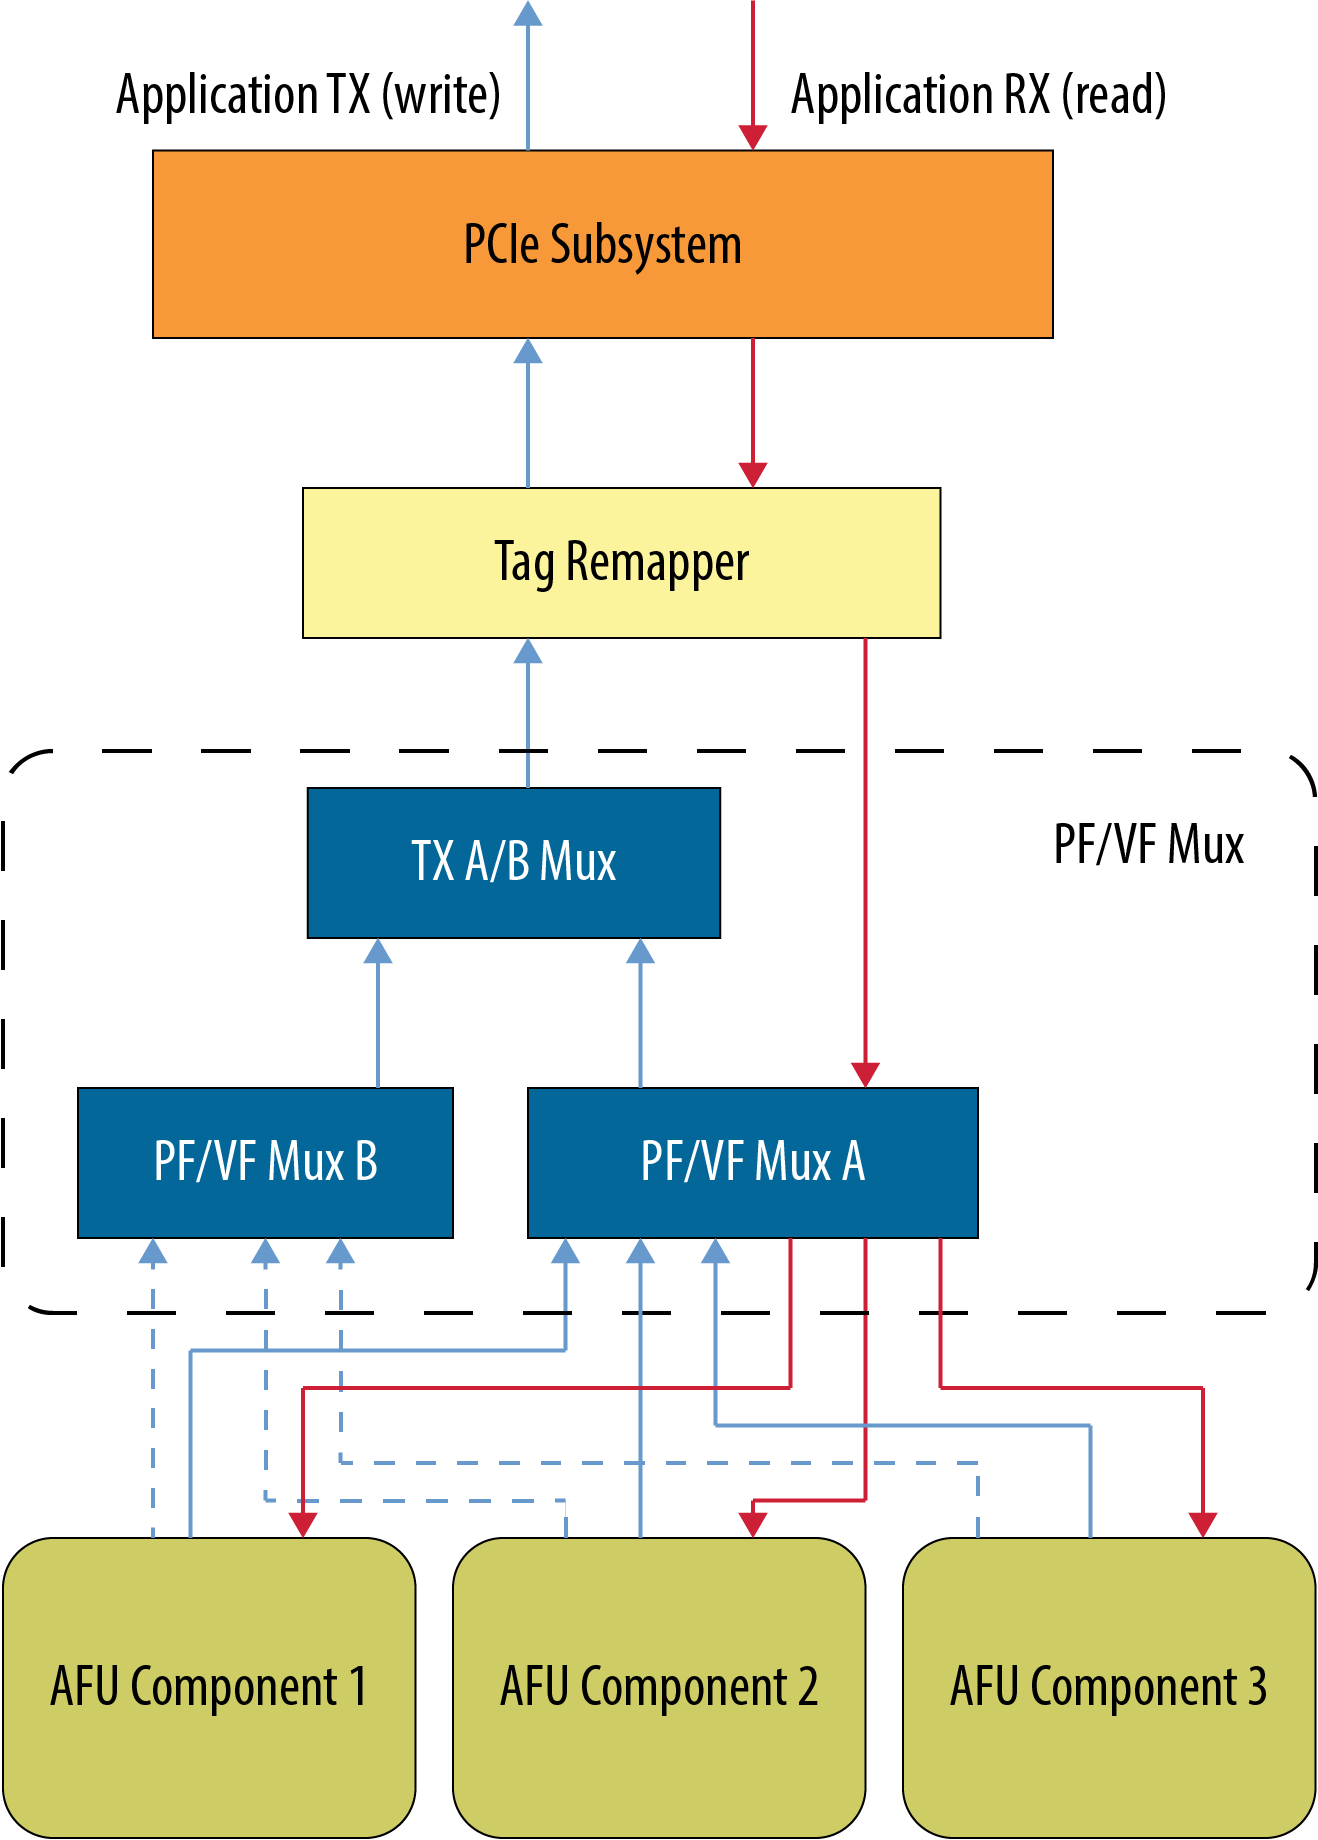 Application TX (write)
Application RX (read)
PCIe Subsystem
Tag Remapper
PF/VF Mux
TX A/B Mux
PF/VF Mux B
PF/VF Mux A
AFU Component 1
AFU Component 2
AFU Component 3